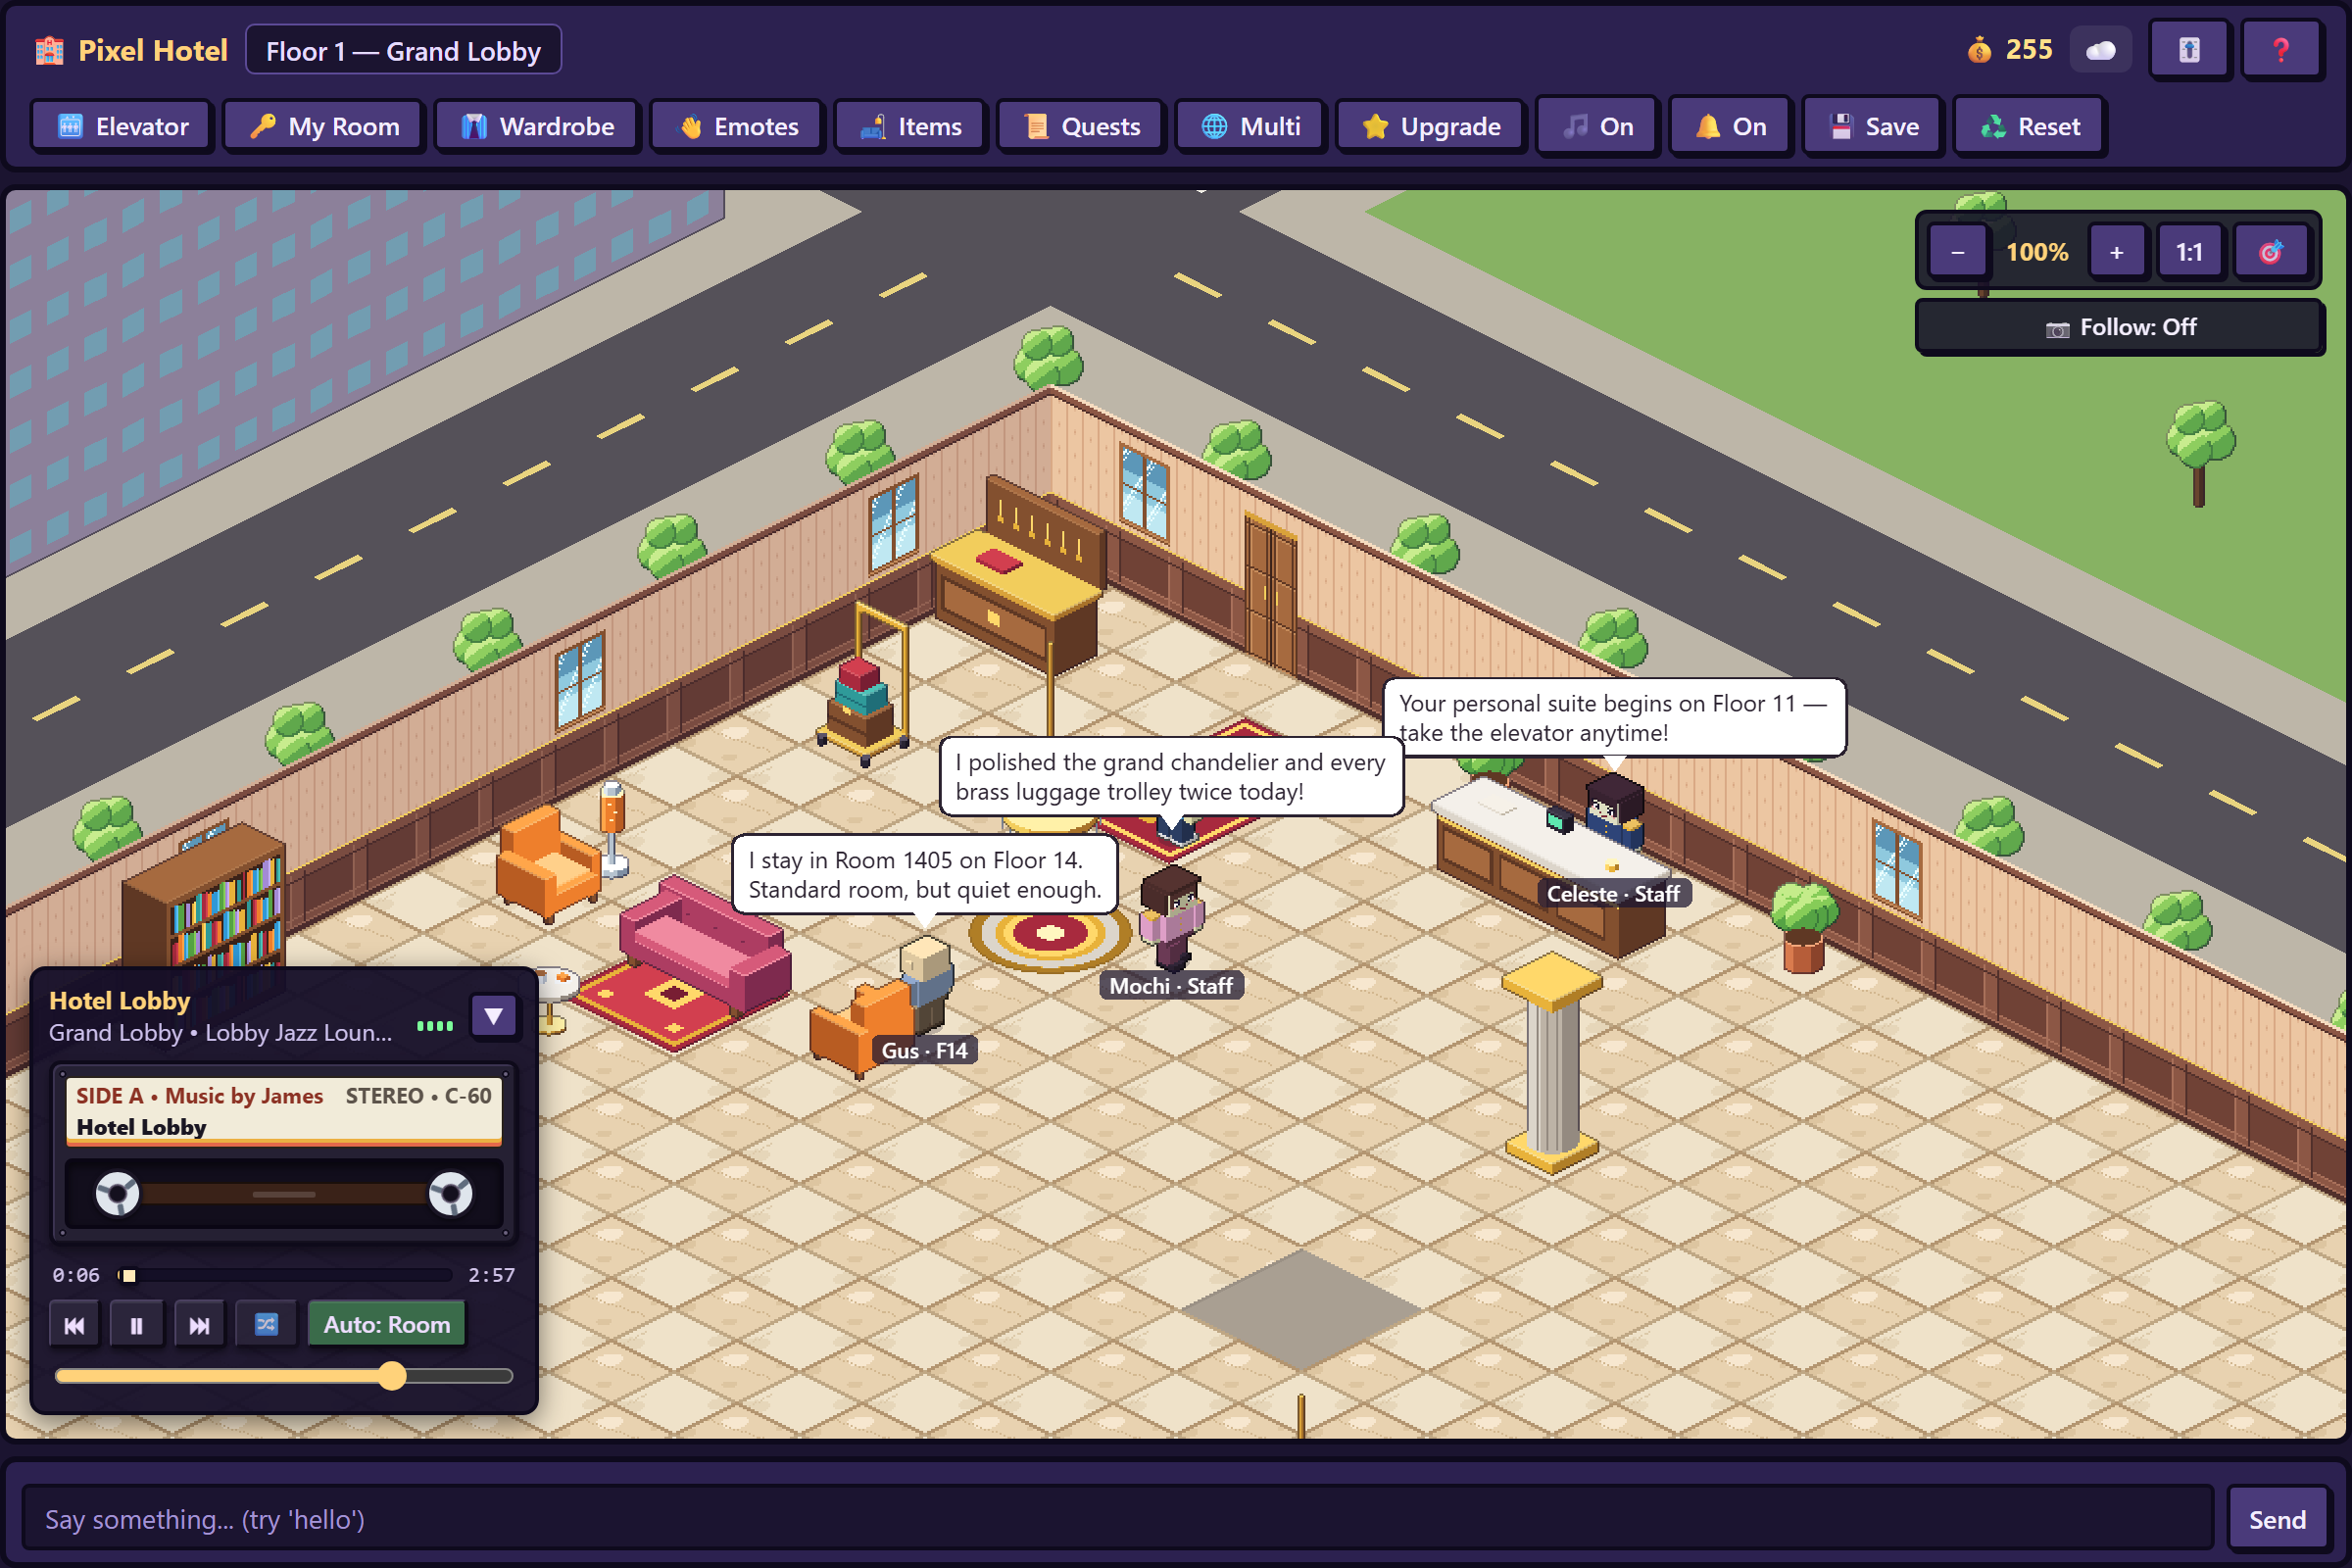 Pixel Hotel
Floor 1 — Grand Lobby
255
Elevator
My Room
Wardrobe
Emotes
Items
Quests
Multi
Upgrade
On
On
Save
Reset
−
100%
+
1:1
Follow: Off
Your personal suite begins on Floor 11 —
take the elevator anytime!
I polished the grand chandelier and every
brass luggage trolley twice today!
I stay in Room 1405 on Floor 14.
Standard room, but quiet enough.
Celeste · Staff
Mochi · Staff
Gus · F14
Hotel Lobby
Grand Lobby • Lobby Jazz Loun...
SIDE A • Music by James
STEREO • C-60
Hotel Lobby
0:06
2:57
Auto: Room
Say something... (try 'hello')
Send